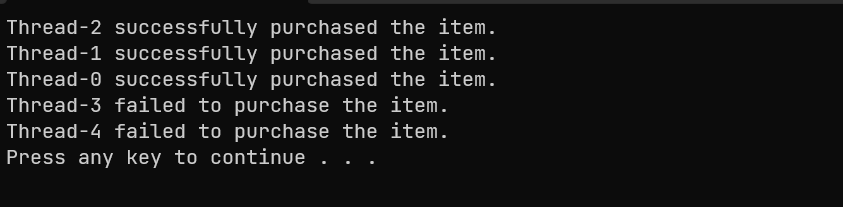 Thread-2 successfully purchased the item.
Thread-1 successfully purchased the item.
Thread-0 successfully purchased the item.
Thread-3 failed to purchase the item.
Thread-4 failed to purchase the item.
Press any key to continue . . .